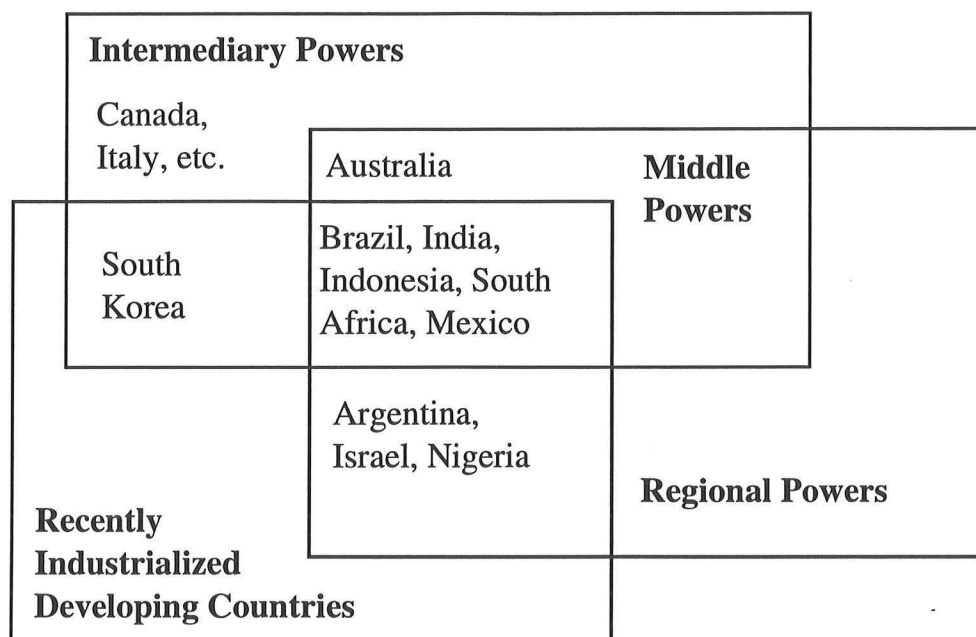 Intermediary Powers
Canada,
Italy, etc.
Australia
Middle
Powers
South
Korea
Brazil, India,
Indonesia, South
Africa, Mexico
Argentina,
Israel, Nigeria
Regional Powers
Recently
Industrialized
Developing Countries